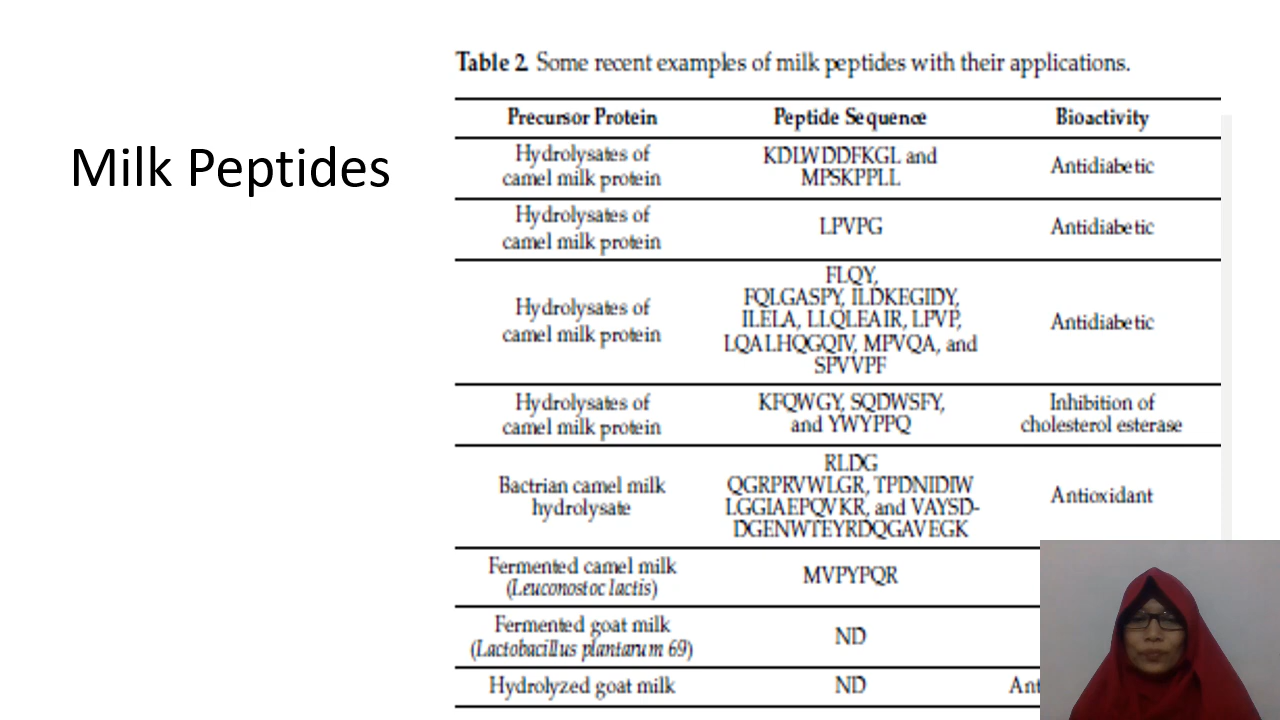 Milk Peptides
Table 2. Some recent examples of milk peptides with their applications.
Precursor Protein Peptide Sequence Bioactivity
Hydrolysates of
camel milk protein
KDLWDDFKGL and
MPSKPPLL
Antidiabetic
Hydrolysates of
camel milk protein
LPVPG
Antidiabetic
Hydrolysates of
camel milk protein
FLQY,
FQLGASPY, ILDKEGIDY,
ILELA, LLQLEAIR, LPVP,
LQALHQGQIV, MPVQA, and
SPVVPF
Antidiabetic
Hydrolysates of
camel milk protein
KFQWGY, SQDWSFY,
and YWYPPQ
Inhibition of
cholesterol esterase
Bactrian camel milk
hydrolysate
RLDG
QGRPRVWLGR, TPDNIDIW
LGGIAEPQVKR, and VAYSD-
DGENWTEYRDQGAVEGK
Antioxidant
Fermented camel milk
(Leuconostoc lactis)
MVPYPQR
Fermented goat milk
(Lactobacillus plantarum 69)
ND
Hydrolyzed goat milk
ND
Ant